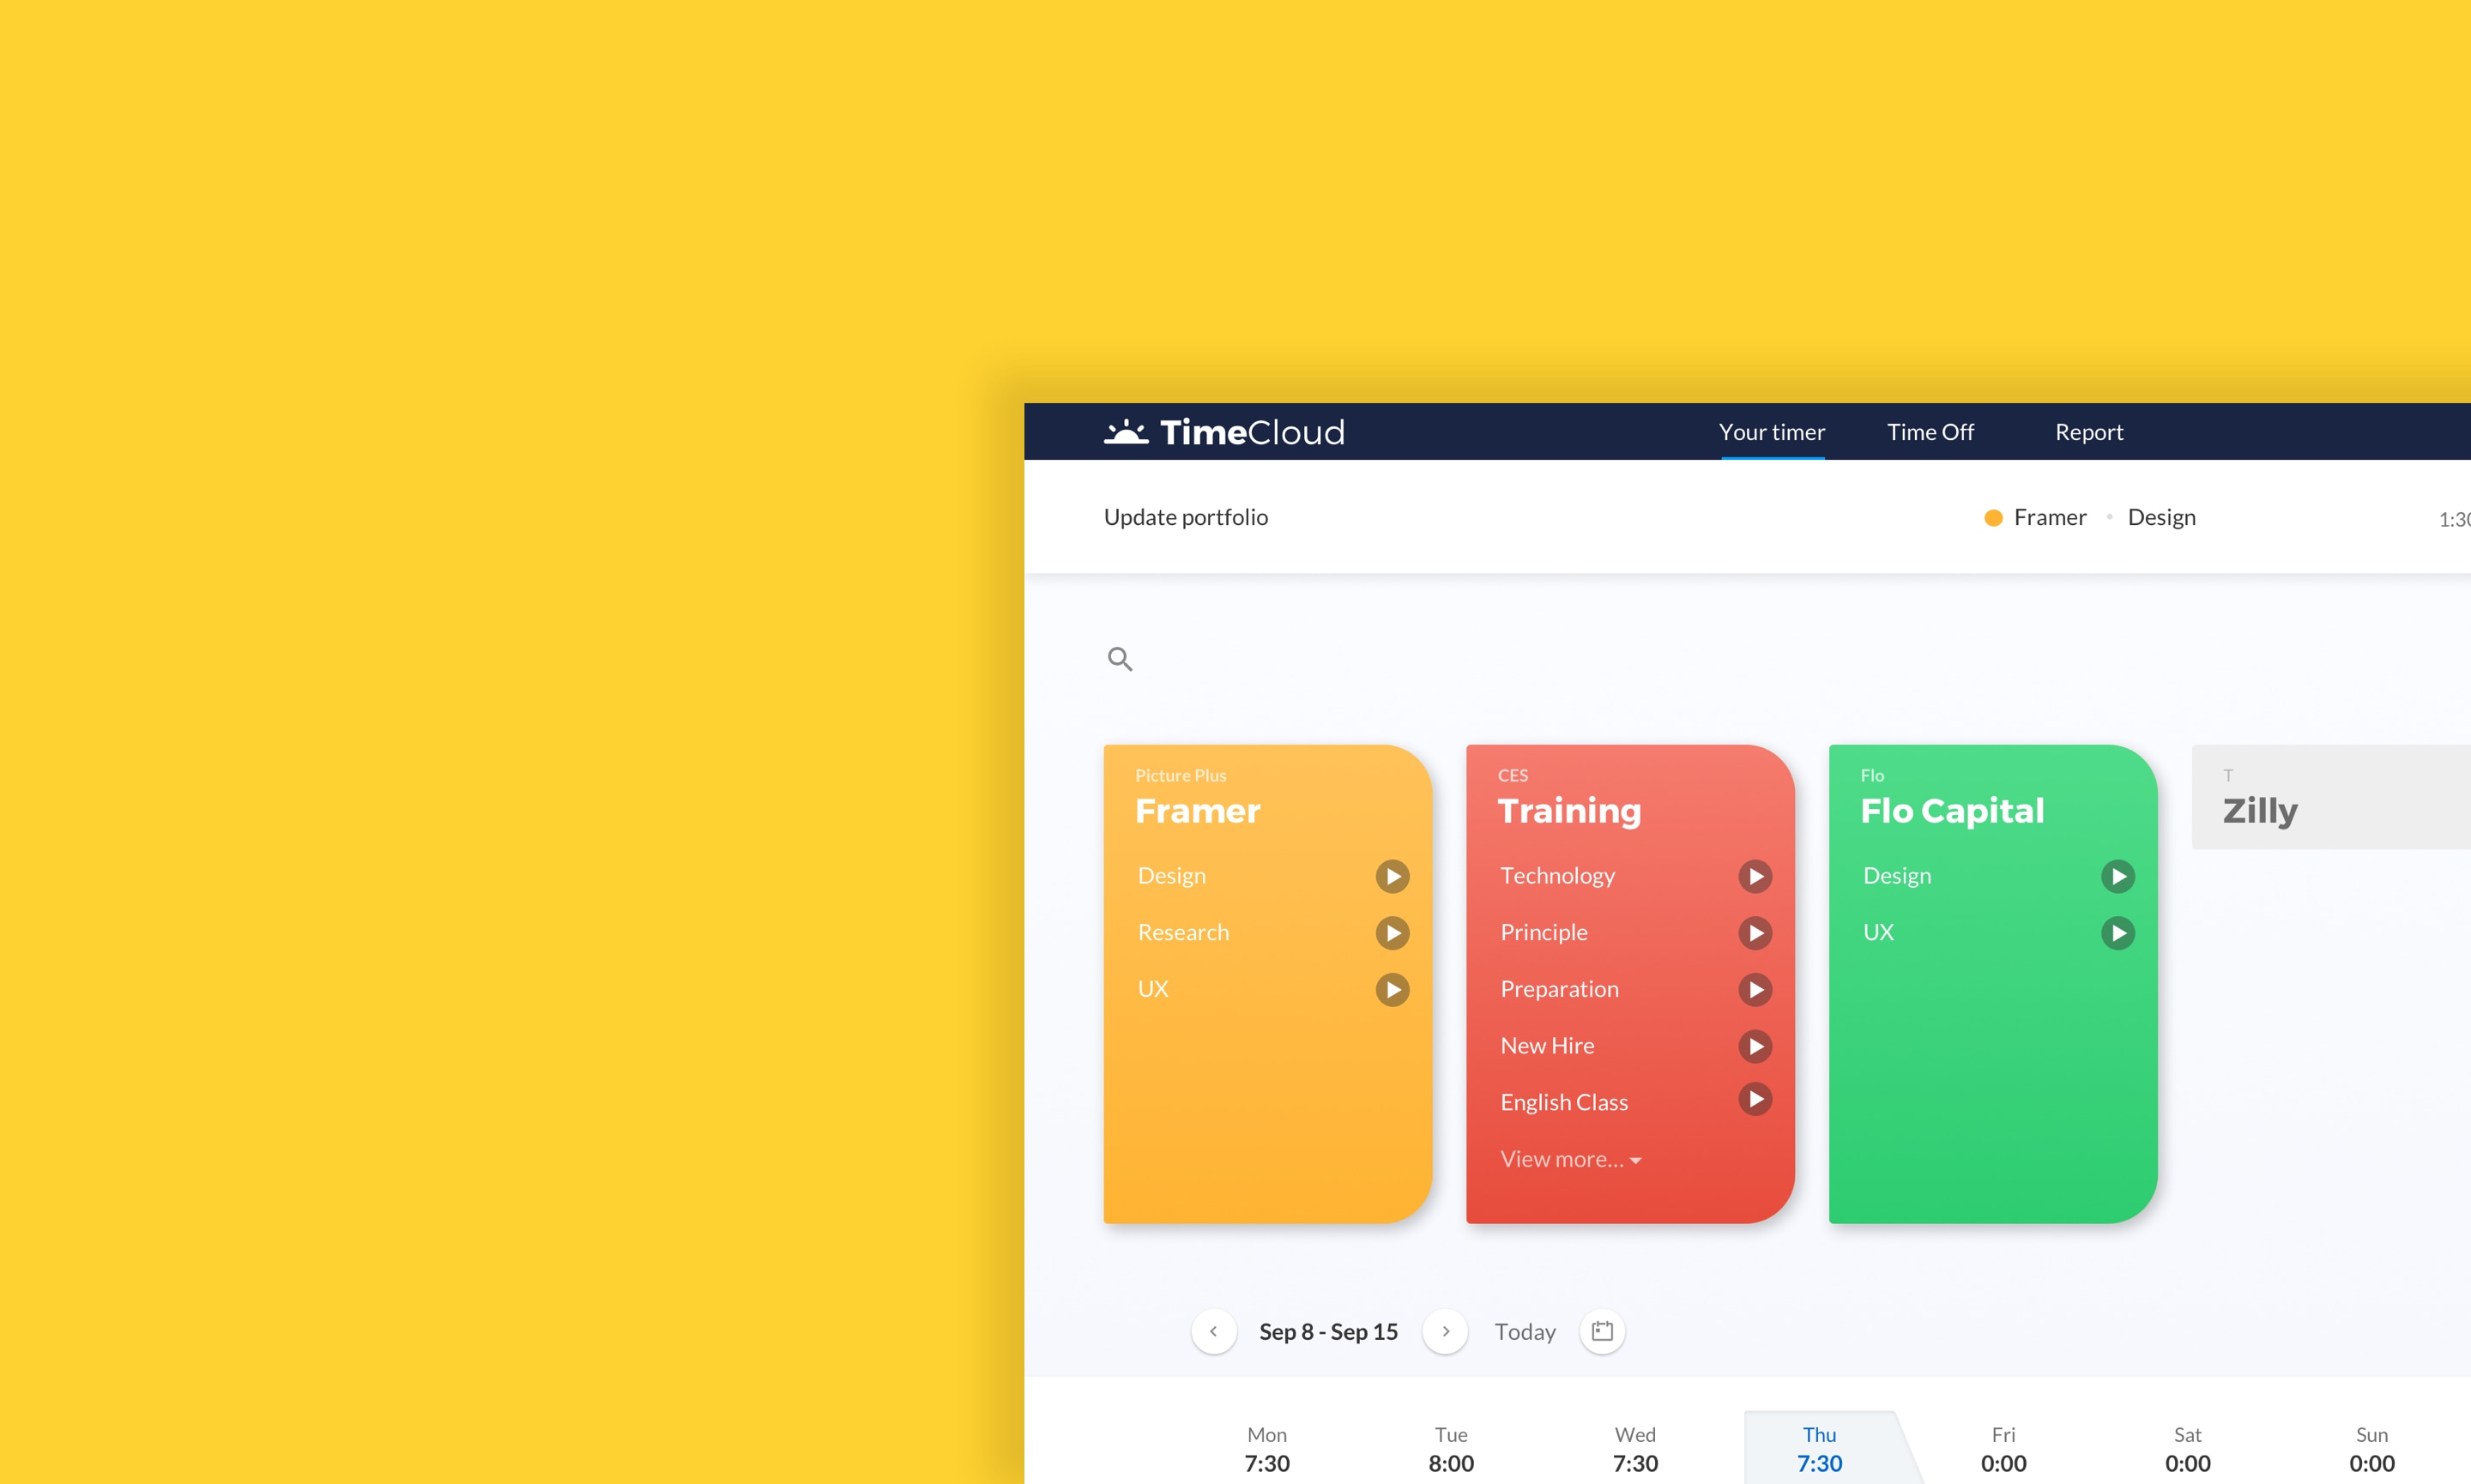 TimeCloud Your timer Time Off Report
Update portfolio Framer • Design 1:30
Picture Plus
Framer
Design
Research
UX
CES
Training
Technology
Principle
Preparation
New Hire
English Class
View more...
Flo
Flo Capital
Design
UX
T
Zilly
Sep 8 - Sep 15 Today
Mon Tue Wed Thu Fri Sat Sun
7:30 8:00 7:30 7:30 0:00 0:00 0:00